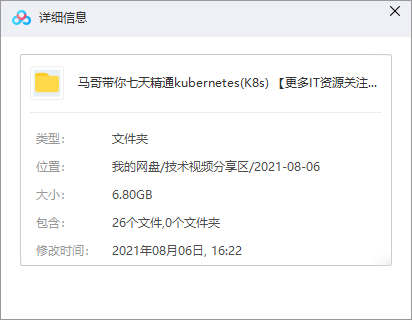 详细信息
马哥带你七天精通kubernetes(K8s) 【更多IT资源关注...
类型： 文件夹
位置： 我的网盘/技术视频分享区/2021-08-06
大小： 6.80GB
包含： 26个文件,0个文件夹
修改时间： 2021年08月06日, 16:22